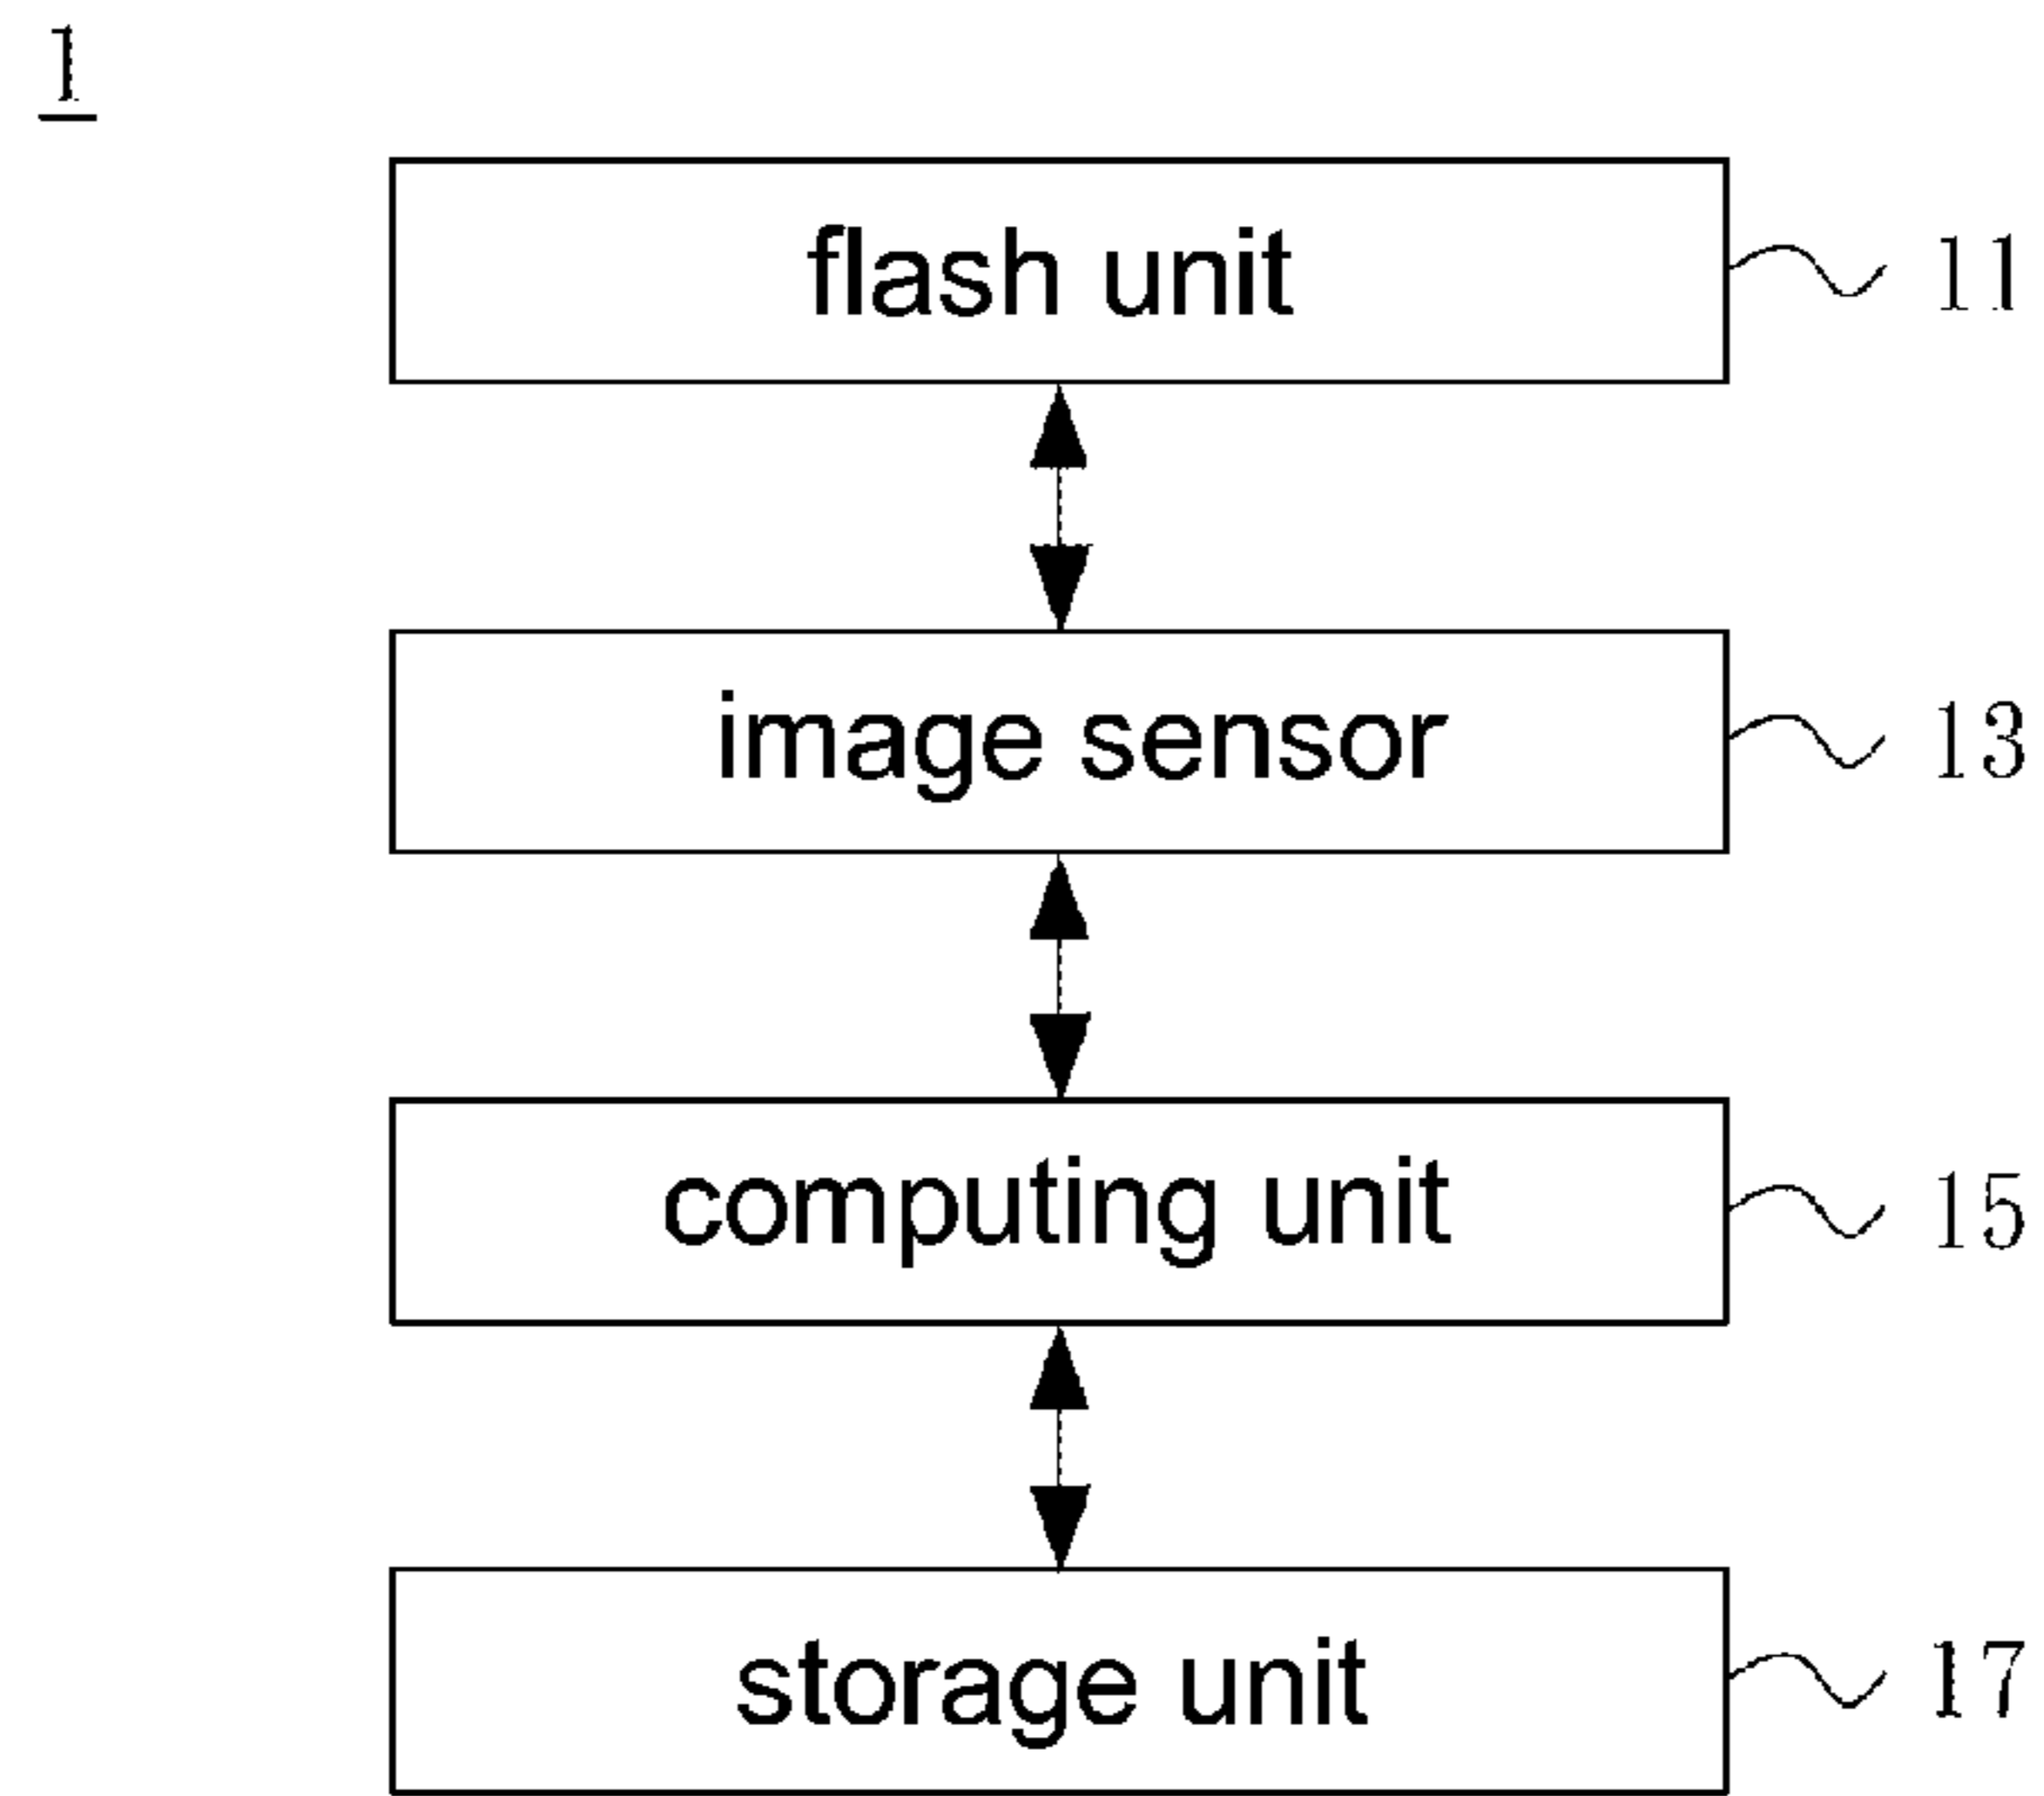 1
flash unit 11
image sensor 13
computing unit 15
storage unit 17